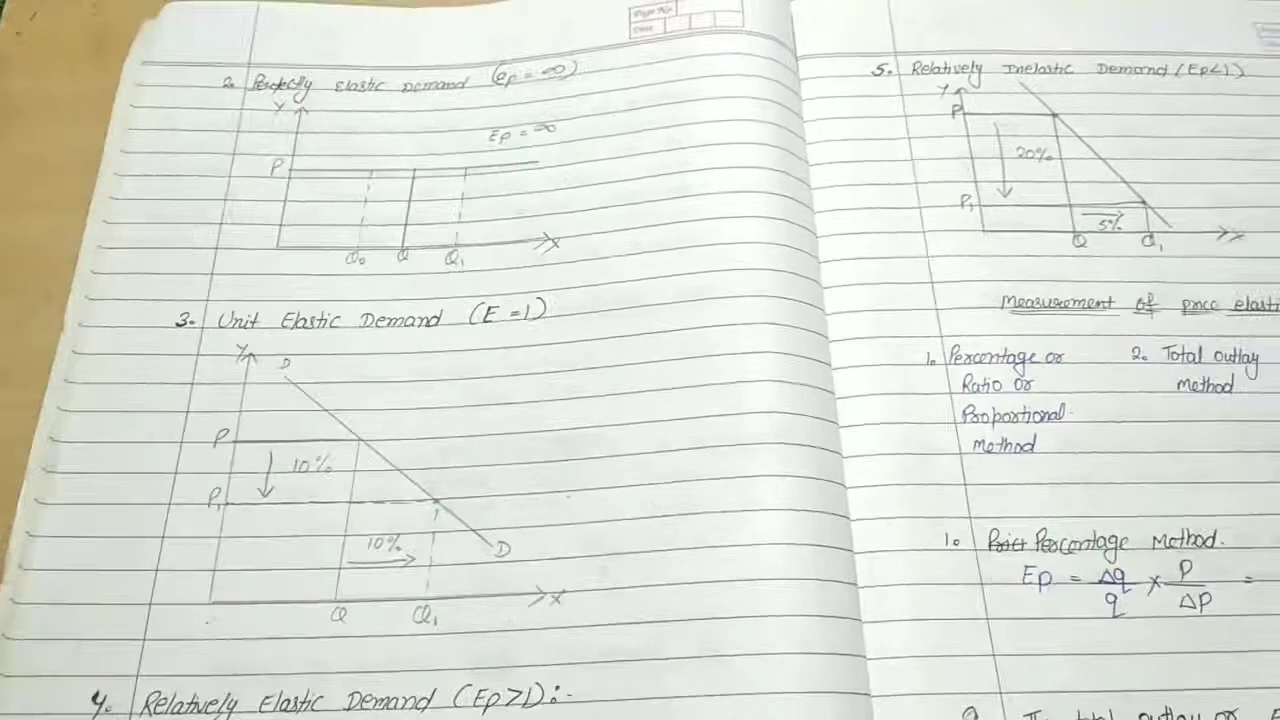 2. Perfectly Elastic Demand (ep = ∞)
Y
Ep = ∞
P
X
Q₀ Q Q₁
3. Unit Elastic Demand (E =1)
Y
D
P
10%
P₁
10%
D
X
Q Q₁
4. Relatively Elastic Demand (Ep>1):-
5. Relatively Inelastic Demand (Ep<1)
Y
P
20%
P₁
5%
Q Q₁ X
Measurement of price elasti
1. Percentage or
Ratio or
Proportional
method
2. Total outlay
method
1. Percentage Method.
Ep = Δq/q × P/ΔP =